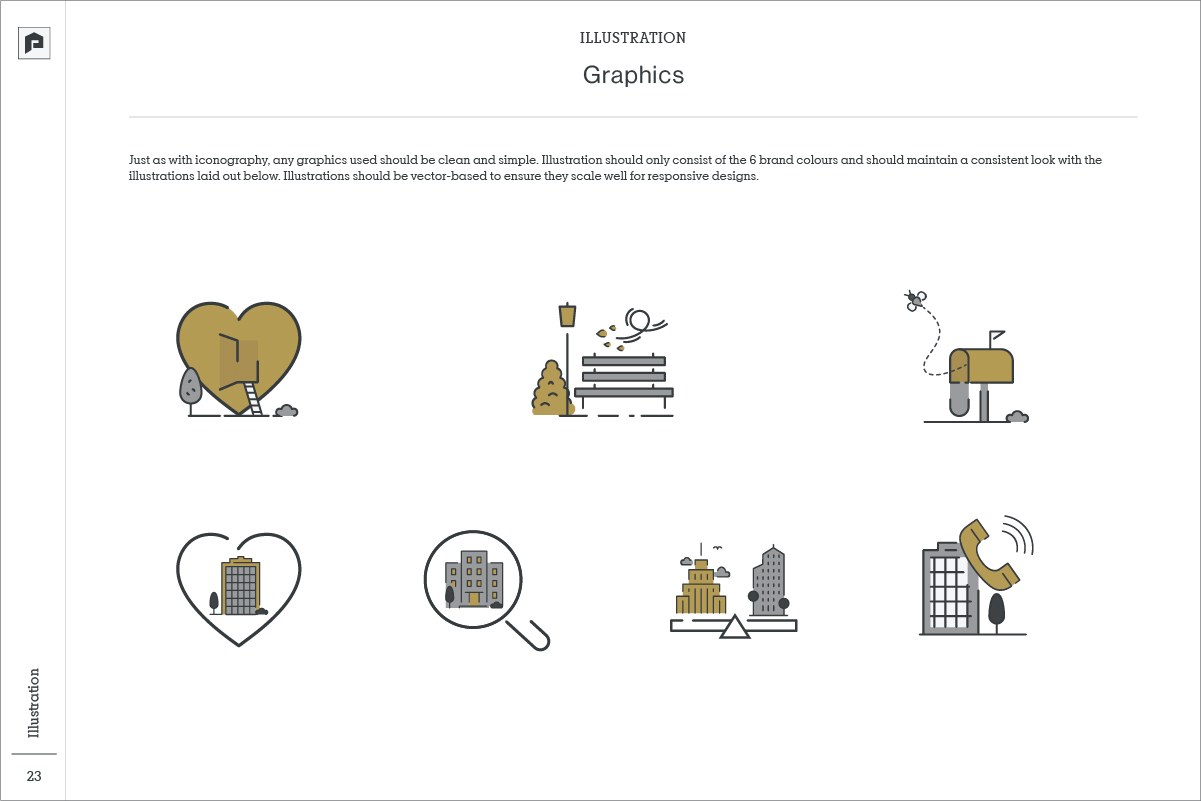 ILLUSTRATION
Graphics
Just as with iconography, any graphics used should be clean and simple. Illustration should only consist of the 6 brand colours and should maintain a consistent look with the
illustrations laid out below. Illustrations should be vector-based to ensure they scale well for responsive designs.
Illustration
23